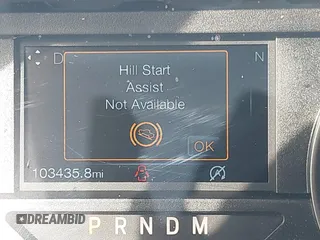 D
N
Hill Start
Assist
Not Available
OK
103435.8mi
DREAMBID
P R N D M